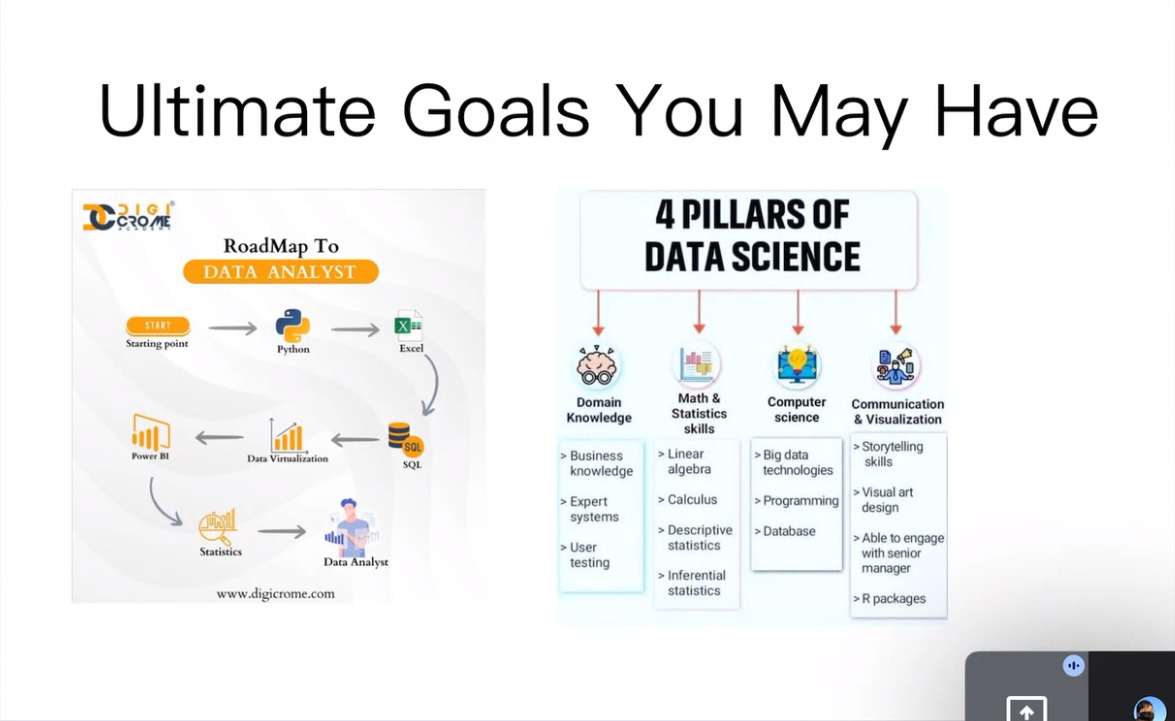 Ultimate Goals You May Have
DIGI
CROME
ACADEMY
RoadMap To
DATA ANALYST
START
Starting point
Python
X
Excel
Power BI
Data Virtualization
SQL
SQL
Statistics
Data Analyst
www.digicrome.com
4 PILLARS OF
DATA SCIENCE
Domain
Knowledge
> Business
knowledge
> Expert
systems
> User
testing
Math &
Statistics
skills
> Linear
algebra
> Calculus
> Descriptive
statistics
> Inferential
statistics
Computer
science
> Big data
technologies
> Programming
> Database
Communication
& Visualization
> Storytelling
skills
> Visual art
design
> Able to engage
with senior
manager
> R packages